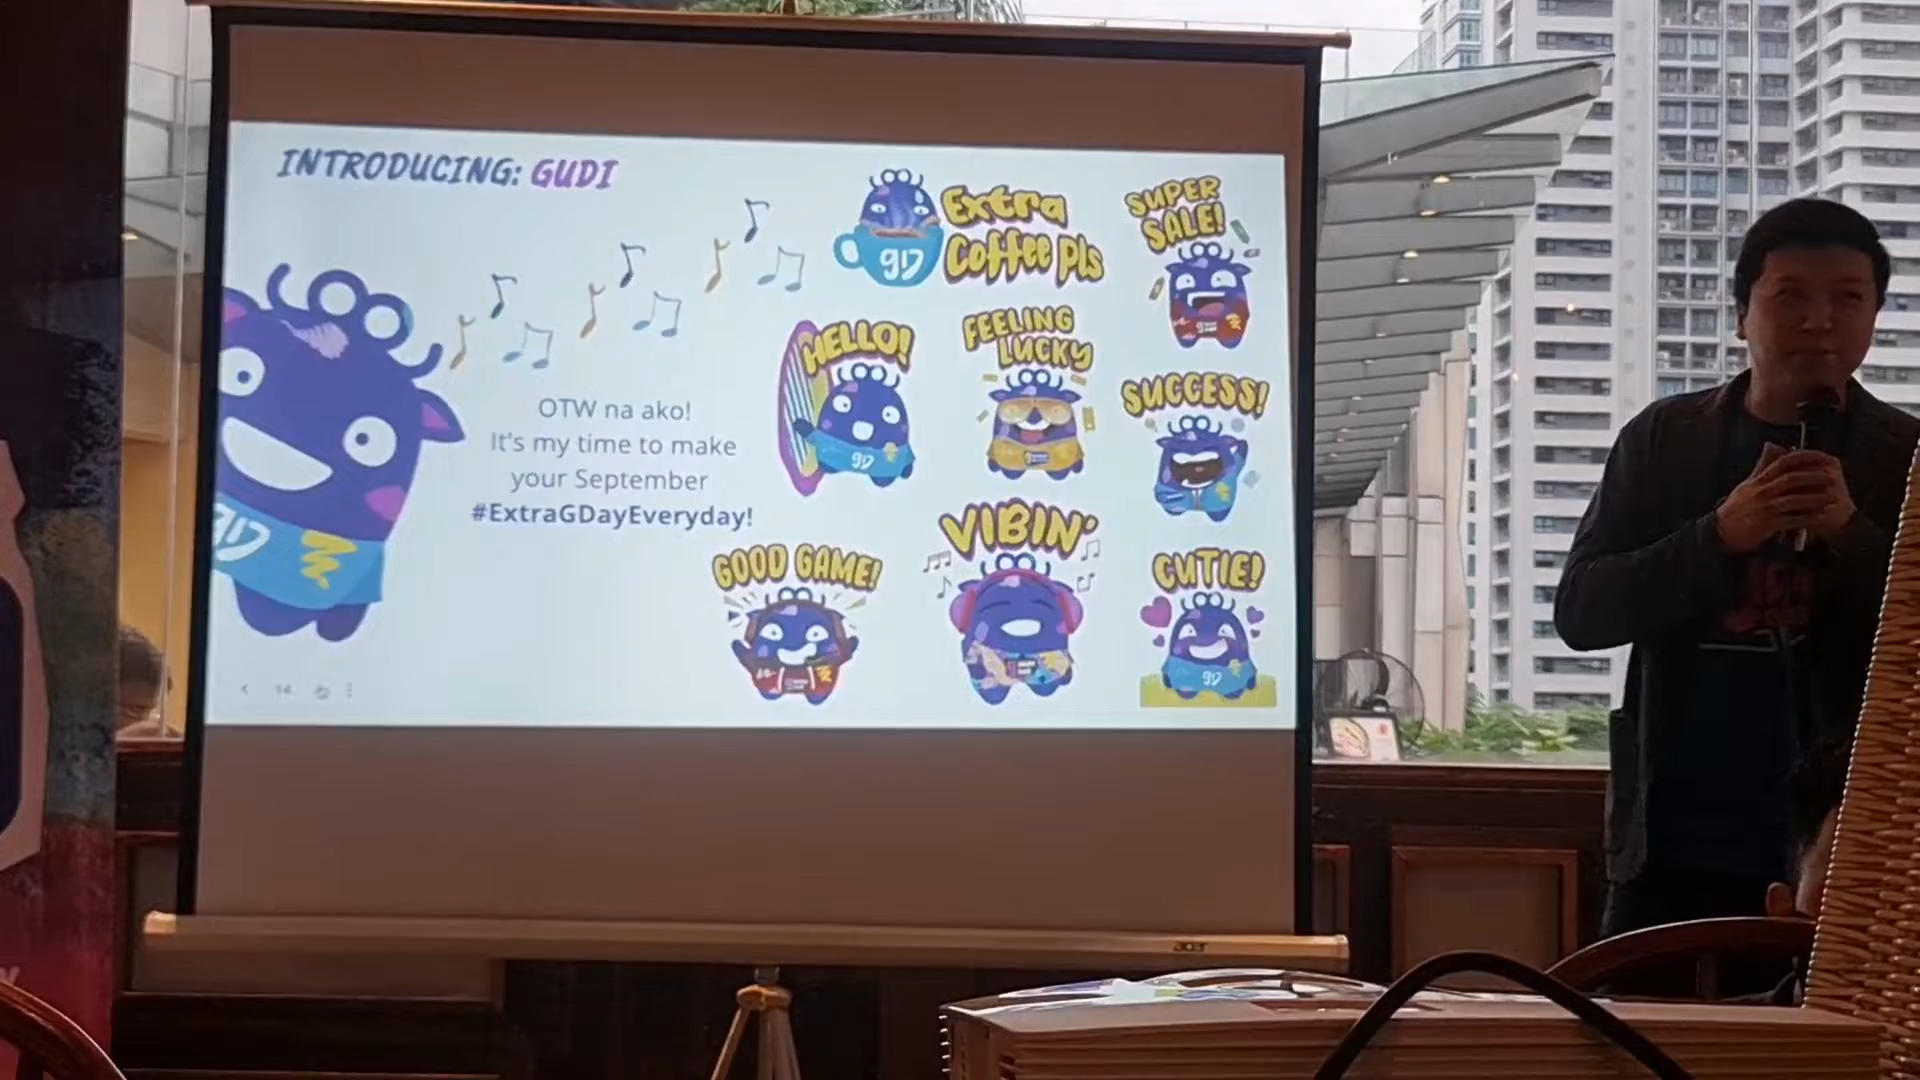 INTRODUCING: GUDI
OTW na ako!
It's my time to make
your September
#ExtraGDayEveryday!
Extra
Coffee Pls
SUPER
SALE!
HELLO!
FEELING
LUCKY
SUCCESS!
GOOD GAME!
VIBIN'
CUTIE!
14
acer